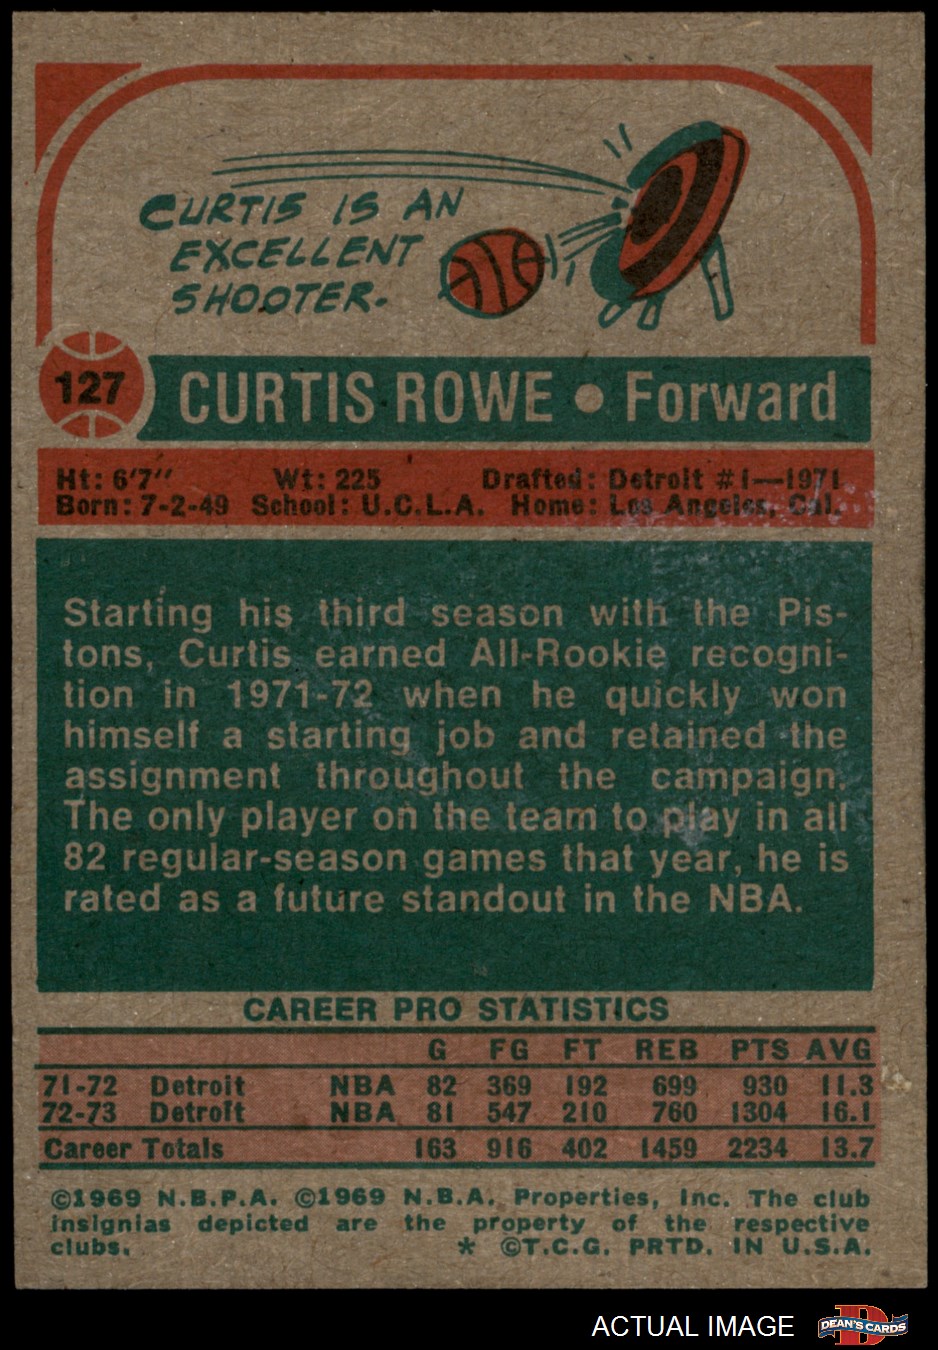 CURTIS IS AN
EXCELLENT
SHOOTER.
127
CURTIS ROWE • Forward
Ht: 6'7" Wt: 225 Drafted: Detroit #1—1971
Born: 7-2-49 School: U.C.L.A. Home: Los Angeles, Cal.
Starting his third season with the Pis-
tons, Curtis earned All-Rookie recogni-
tion in 1971-72 when he quickly won
himself a starting job and retained the
assignment throughout the campaign.
The only player on the team to play in all
82 regular-season games that year, he is
rated as a future standout in the NBA.
CAREER PRO STATISTICS
G FG FT REB PTS AVG
71-72 Detroit NBA 82 369 192 699 930 11.3
72-73 Detroit NBA 81 547 210 760 1304 16.1
Career Totals 163 916 402 1459 2234 13.7
©1969 N.B.P.A. ©1969 N.B.A. Properties, Inc. The club
insignias depicted are the property of the respective
clubs. * ©T.C.G. PRTD. IN U.S.A.
ACTUAL IMAGE
D
DEAN'S CARDS